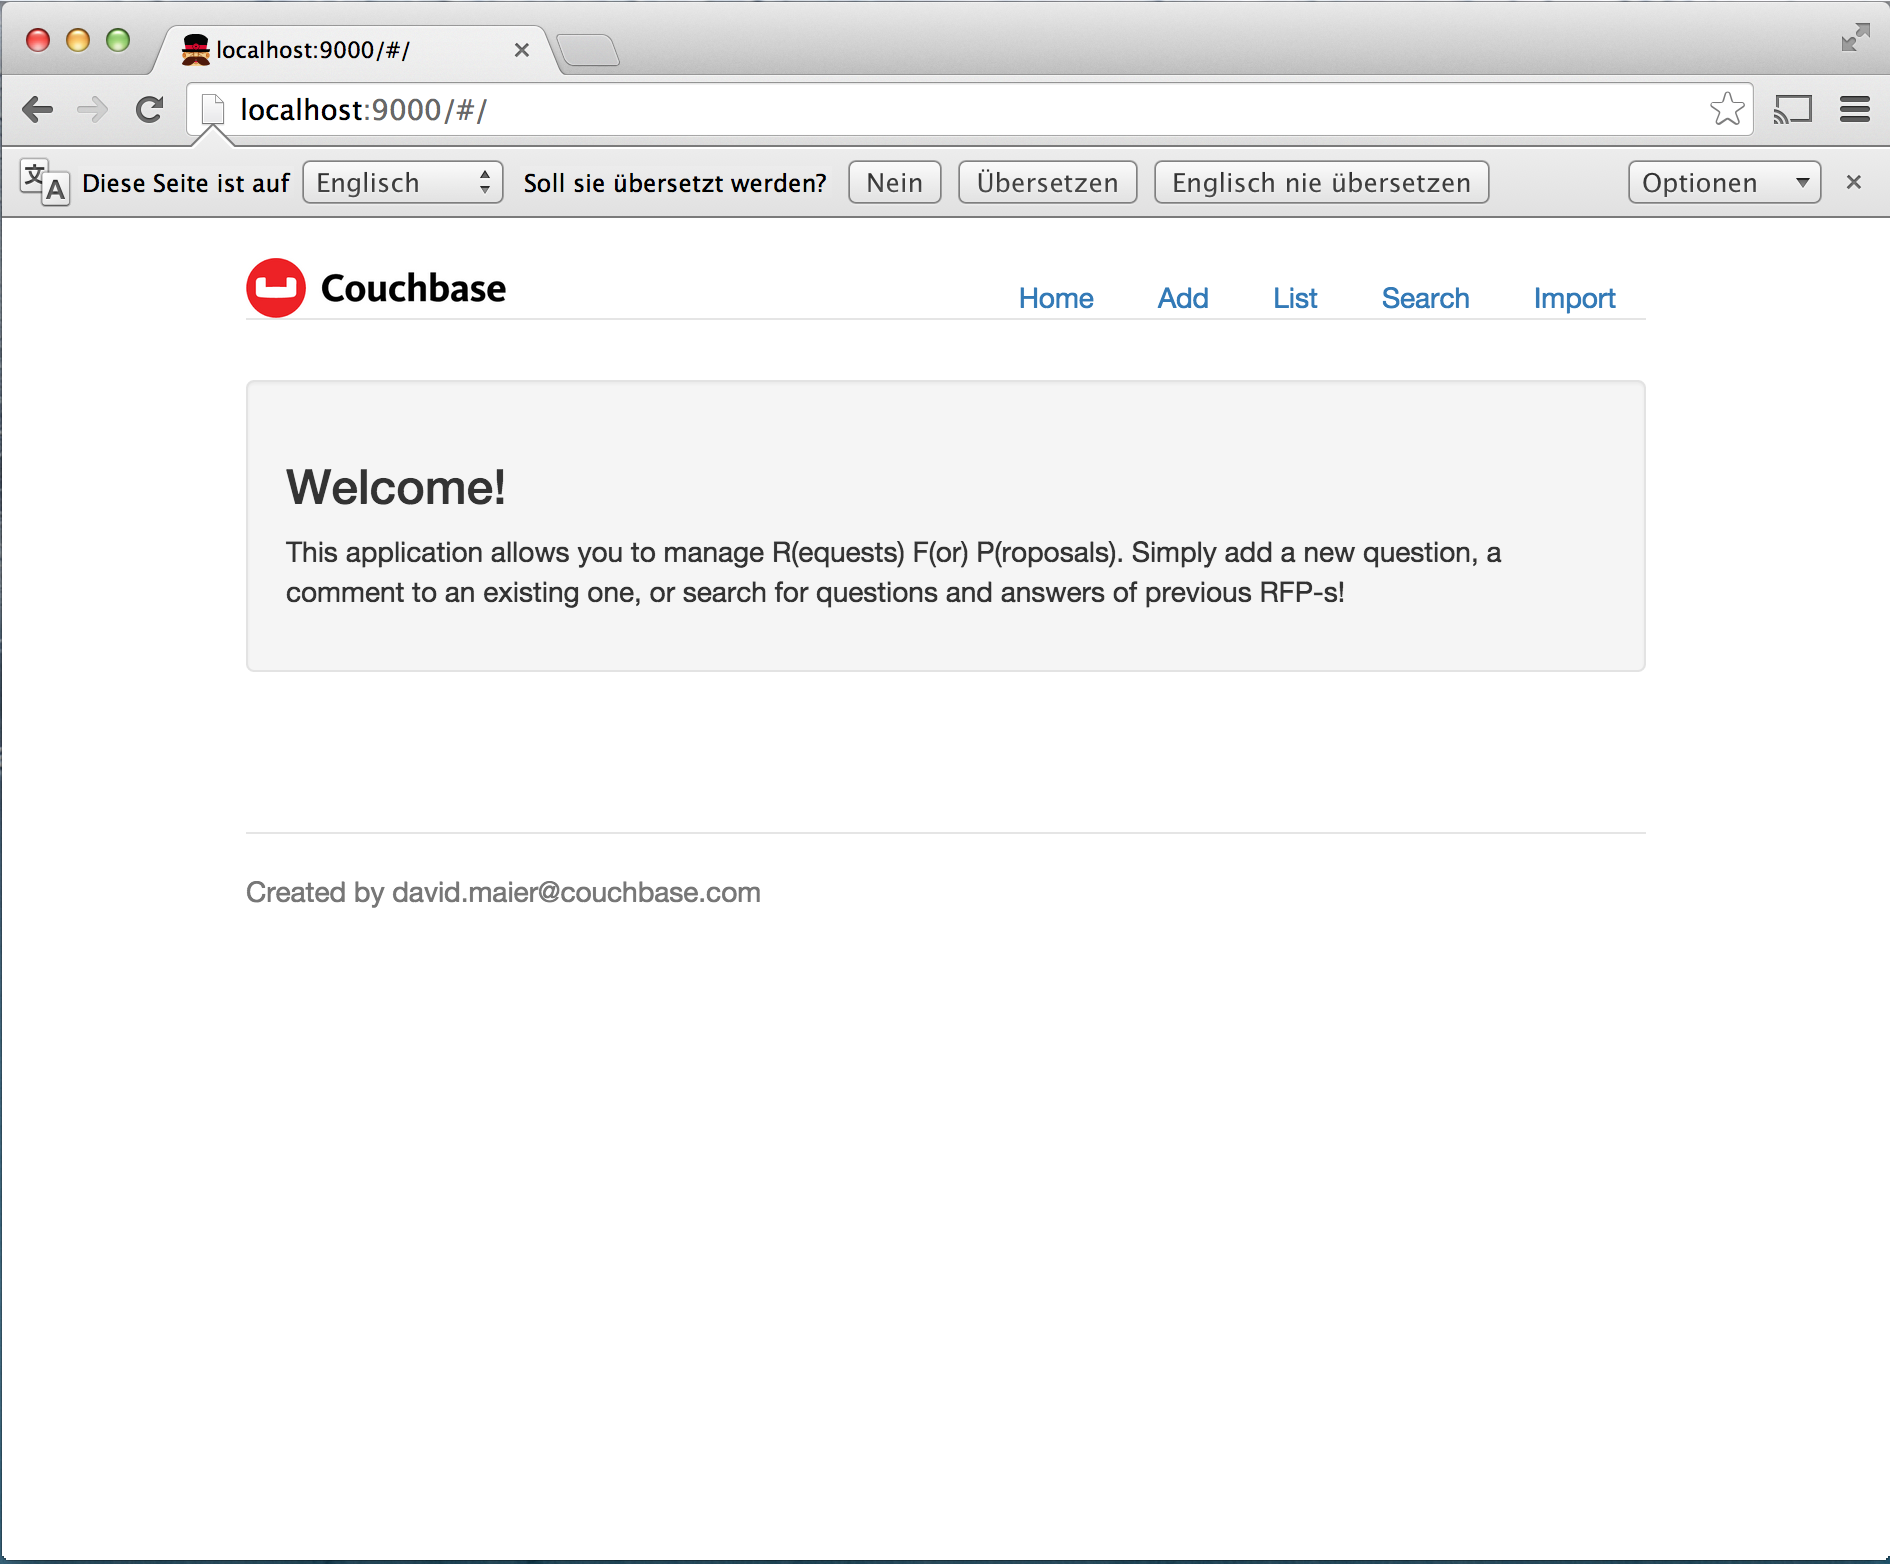 localhost:9000/#/
localhost:9000/#/
Diese Seite ist auf Englisch Soll sie übersetzt werden? Nein Übersetzen Englisch nie übersetzen Optionen
Couchbase Home Add List Search Import
Welcome!
This application allows you to manage R(equests) F(or) P(roposals). Simply add a new question, a
comment to an existing one, or search for questions and answers of previous RFP-s!
Created by david.maier@couchbase.com